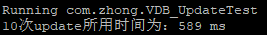 Running com.zhong.VDB_UpdateTest
10次update所用时间为：589 ms